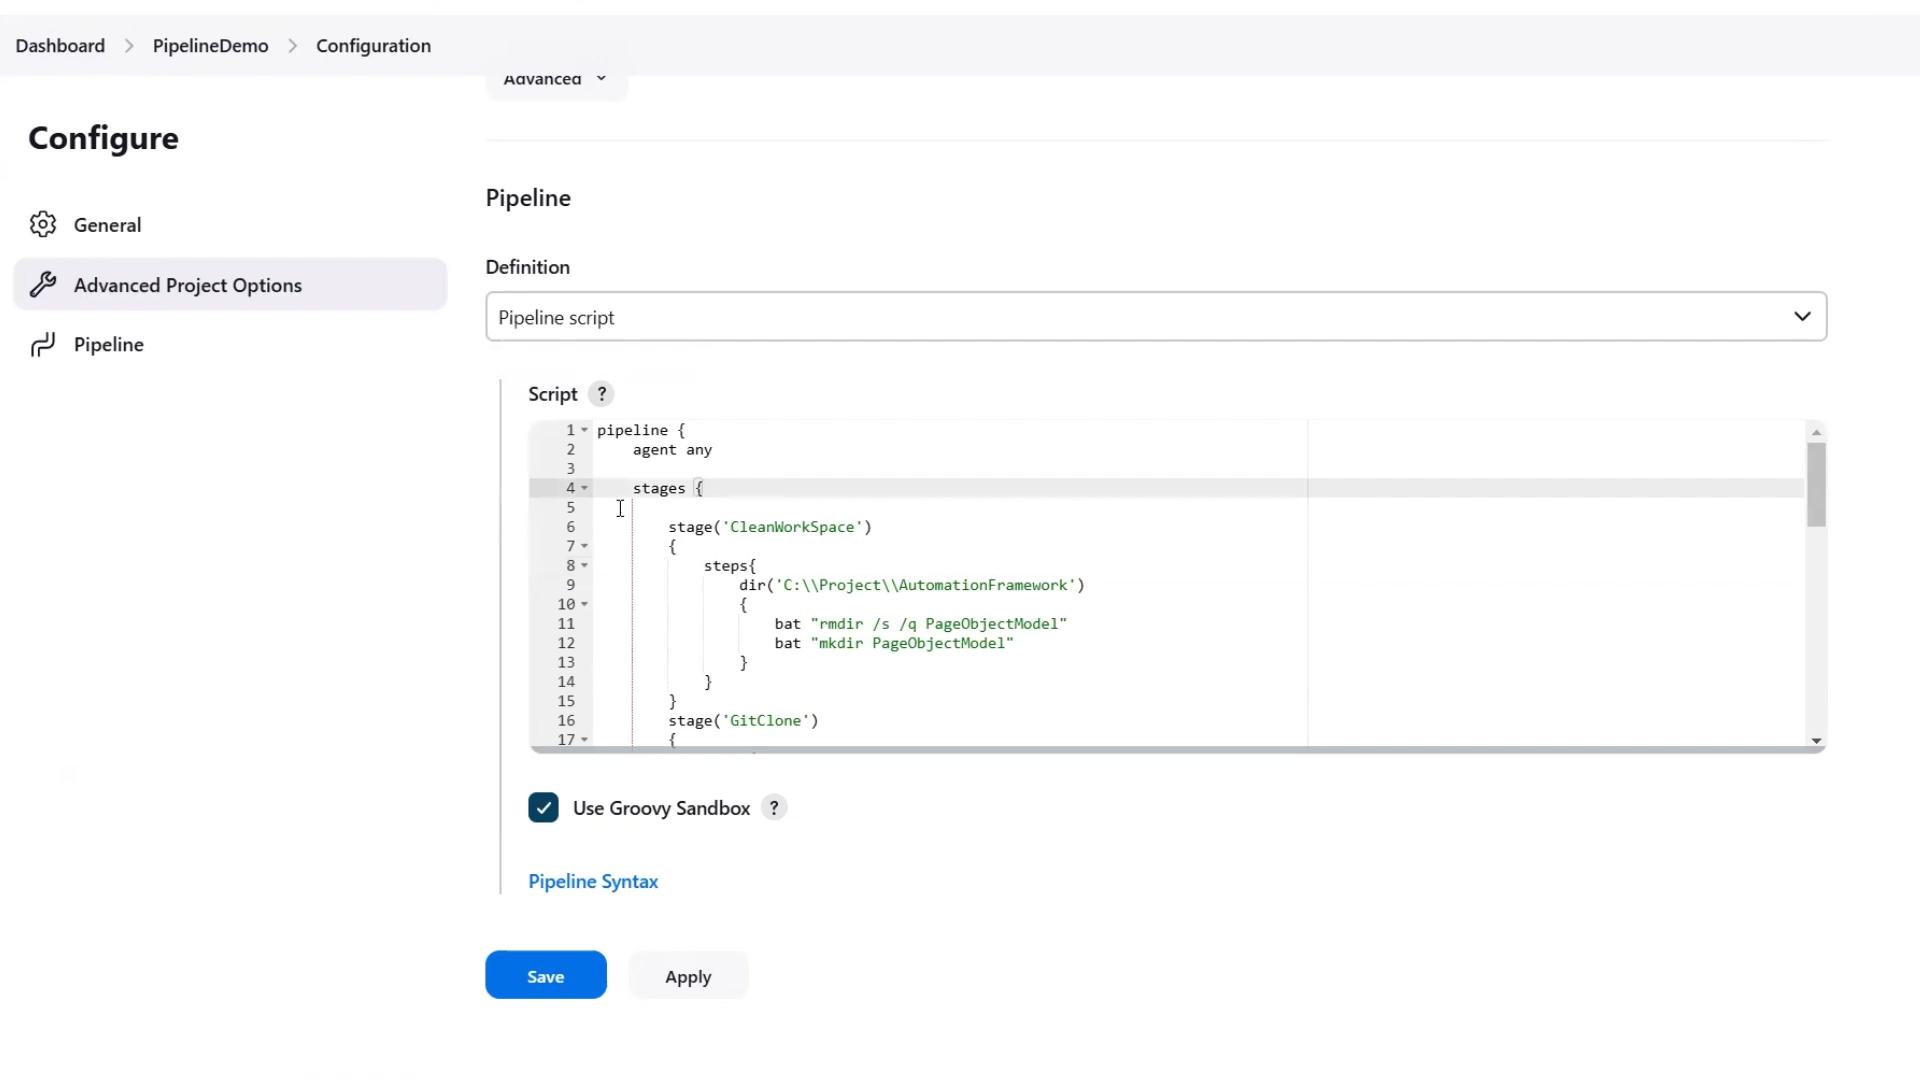 Dashboard > PipelineDemo > Configuration
Advanced
Configure
General
Advanced Project Options
Pipeline
Pipeline
Definition
Pipeline script
Script ?
1 pipeline {
2     agent any
3
4     stages {
5
6         stage('CleanWorkSpace')
7         {
8             steps{
9                 dir('C:\\Project\\AutomationFramework')
10                 {
11                     bat "rmdir /s /q PageObjectModel"
12                     bat "mkdir PageObjectModel"
13                 }
14             }
15         }
16         stage('GitClone')
17         {
Use Groovy Sandbox ?
Pipeline Syntax
Save Apply